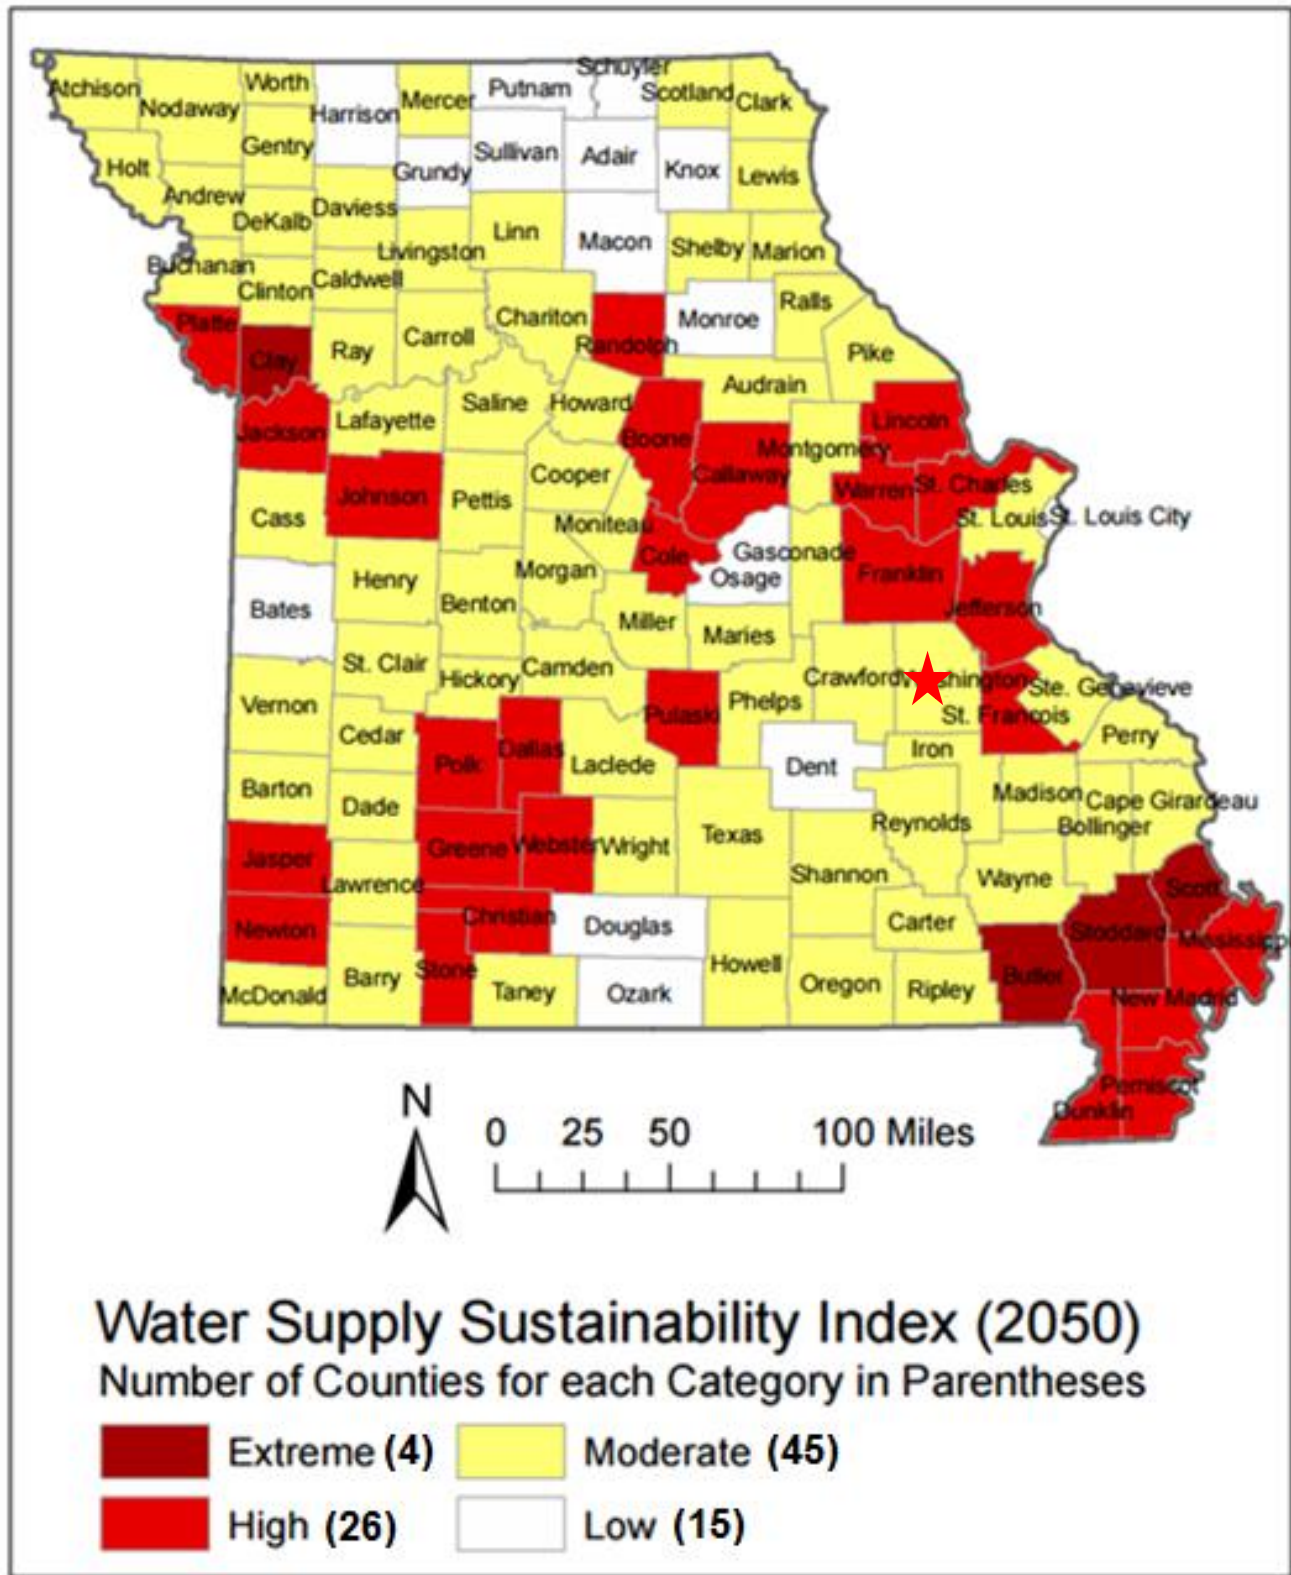 Schuyler
Atchison Nodaway Worth Harrison Mercer Putnam Scotland Clark
Holt Gentry Grundy Sullivan Adair Knox Lewis
Andrew DeKalb Daviess Livingston Linn Macon Shelby Marion
Buchanan Clinton Caldwell Chariton Randolph Monroe Ralls
Platte Clay Ray Carroll Audrain Pike
Jackson Lafayette Saline Howard Boone Callaway Montgomery Lincoln
Johnson Pettis Cooper Warren St. Charles
Cass Moniteau St. Louis St. Louis City
Henry Morgan Cole Osage Gasconade Franklin
Bates Benton Miller Maries Jefferson
St. Clair Hickory Camden Crawford Ste. Genevieve
Vernon Cedar Pulaski Phelps St. Francois Perry
Polk Dallas Laclede Dent Iron
Barton Dade Texas Reynolds Madison Cape Girardeau
Bollinger
Jasper Greene Webster Wright Shannon Wayne Scott
Lawrence
Newton Christian Douglas Carter Stoddard Mississippi
McDonald Barry Stone Taney Ozark Howell Oregon Ripley Butler New Madrid
Pemiscot
Dunklin
N
0 25 50 100 Miles
Water Supply Sustainability Index (2050)
Number of Counties for each Category in Parentheses
Extreme (4) Moderate (45)
High (26) Low (15)